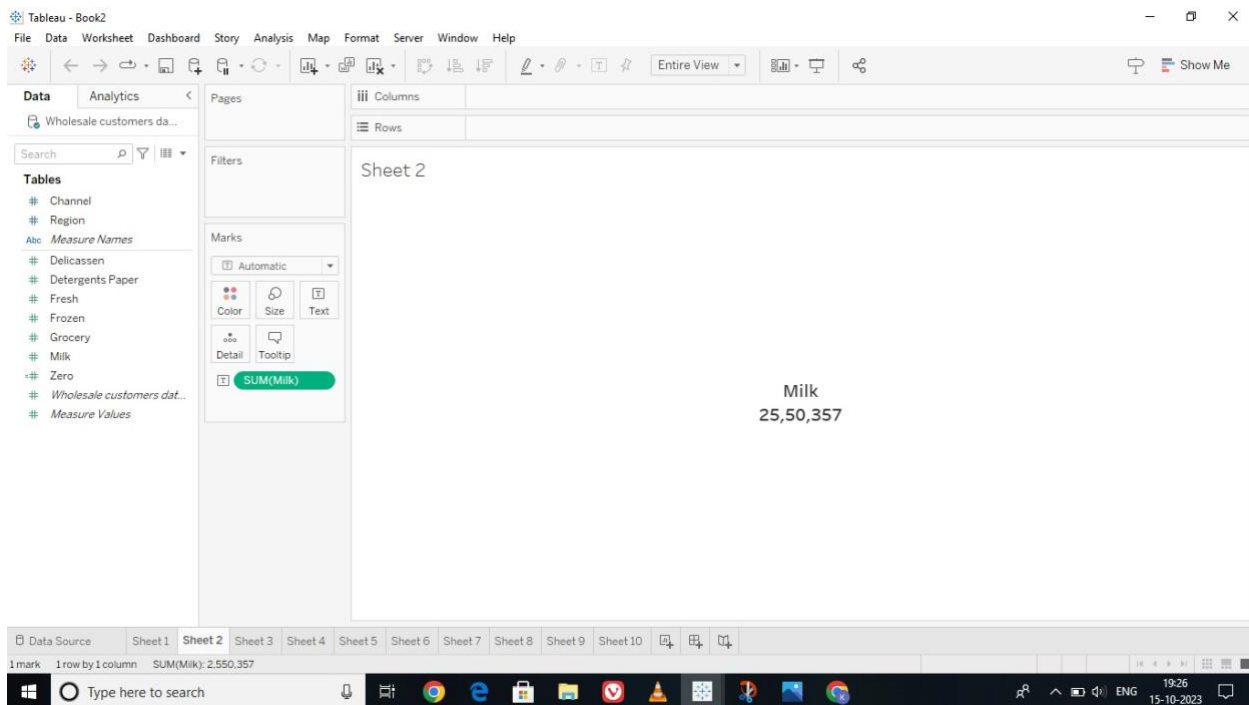 Tableau - Book2
File Data Worksheet Dashboard Story Analysis Map Format Server Window Help
Entire View
Show Me
Data Analytics
Wholesale customers da...
Search
Tables
# Channel
# Region
Abc Measure Names
# Delicassen
# Detergents Paper
# Fresh
# Frozen
# Grocery
# Milk
=# Zero
# Wholesale customers dat...
# Measure Values
Pages
Filters
Marks
Automatic
Color Size Text
Detail Tooltip
SUM(Milk)
Columns
Rows
Sheet 2
Milk
25,50,357
Data Source Sheet 1 Sheet 2 Sheet 3 Sheet 4 Sheet 5 Sheet 6 Sheet 7 Sheet 8 Sheet 9 Sheet 10
1 mark 1 row by 1 column SUM(Milk): 2,550,357
Type here to search
ENG
19:26
15-10-2023